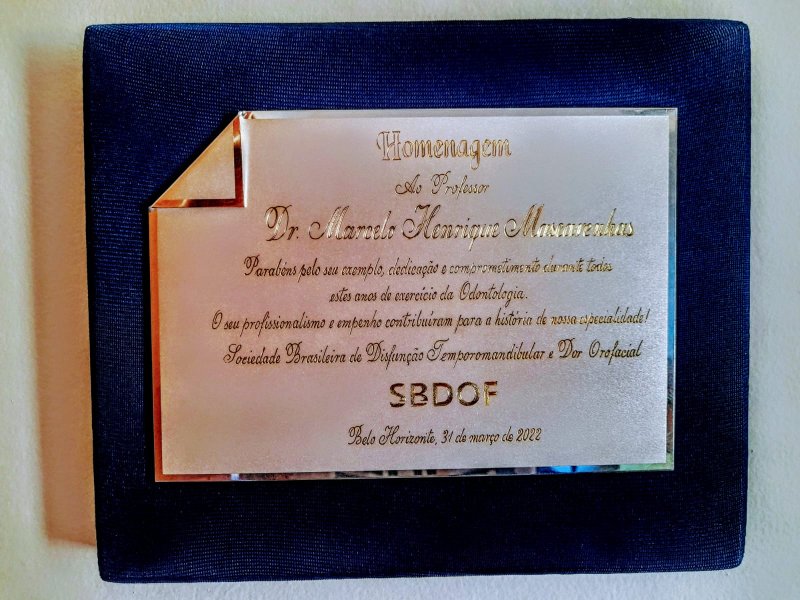 Homenagem
Ao Professor
Dr. Marcelo Henrique Mascarenhas
Parabéns pelo seu exemplo, dedicação e comprometimento durante todos
estes anos de exercício da Odontologia.
O seu profissionalismo e empenho contribuíram para a história de nossa especialidade!
Sociedade Brasileira de Disfunção Temporomandibular e Dor Orofacial
SBDOF
Belo Horizonte, 31 de março de 2022